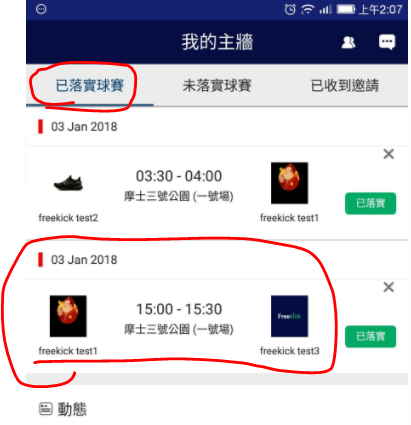 上午2:07
我的主牆
已落實球賽 未落實球賽 已收到邀請
03 Jan 2018
03:30 - 04:00
摩士三號公園 (一號場)
freekick test2 freekick test1
已落實
03 Jan 2018
15:00 - 15:30
摩士三號公園 (一號場)
Freekick
freekick test1 freekick test3
已落實
動態